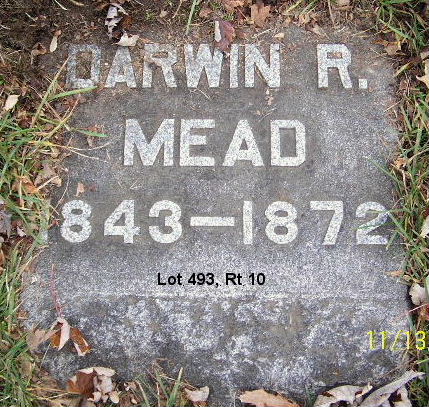 DARWIN R.
MEAD
843–1872
Lot 493, Rt 10
11/13